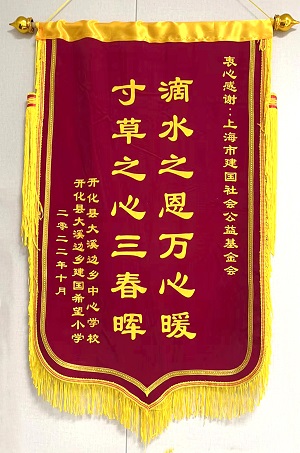 衷心感谢：上海市建国社会公益基金会
滴水之恩万心暖
寸草之心三春晖
开化县大溪边乡中心学校
开化县大溪边乡建国希望小学
二零二二年十月